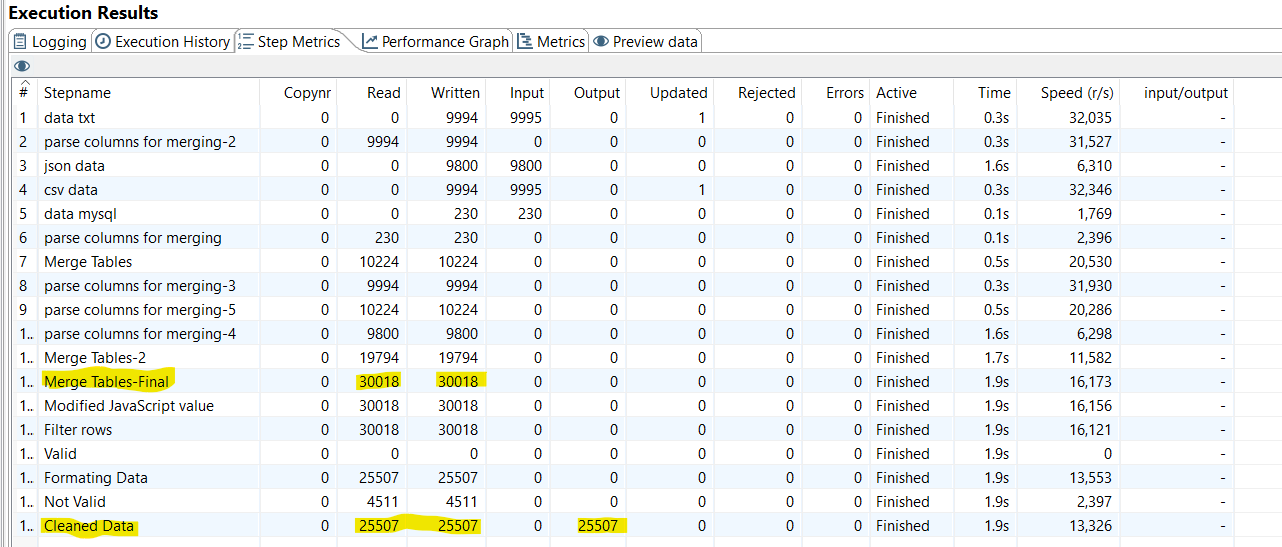 Execution Results
Logging Execution History Step Metrics Performance Graph Metrics Preview data
# Stepname Copynr Read Written Input Output Updated Rejected Errors Active Time Speed (r/s) input/output
1 data txt 0 0 9994 9995 0 1 0 0 Finished 0.3s 32,035 -
2 parse columns for merging-2 0 9994 9994 0 0 0 0 0 Finished 0.3s 31,527 -
3 json data 0 0 9800 9800 0 0 0 0 Finished 1.6s 6,310 -
4 csv data 0 0 9994 9995 0 1 0 0 Finished 0.3s 32,346 -
5 data mysql 0 0 230 230 0 0 0 0 Finished 0.1s 1,769 -
6 parse columns for merging 0 230 230 0 0 0 0 0 Finished 0.1s 2,396 -
7 Merge Tables 0 10224 10224 0 0 0 0 0 Finished 0.5s 20,530 -
8 parse columns for merging-3 0 9994 9994 0 0 0 0 0 Finished 0.3s 31,930 -
9 parse columns for merging-5 0 10224 10224 0 0 0 0 0 Finished 0.5s 20,286 -
1.. parse columns for merging-4 0 9800 9800 0 0 0 0 0 Finished 1.6s 6,298 -
1.. Merge Tables-2 0 19794 19794 0 0 0 0 0 Finished 1.7s 11,582 -
1.. Merge Tables-Final 0 30018 30018 0 0 0 0 0 Finished 1.9s 16,173 -
1.. Modified JavaScript value 0 30018 30018 0 0 0 0 0 Finished 1.9s 16,156 -
1.. Filter rows 0 30018 30018 0 0 0 0 0 Finished 1.9s 16,121 -
1.. Valid 0 0 0 0 0 0 0 0 Finished 1.9s 0 -
1.. Formating Data 0 25507 25507 0 0 0 0 0 Finished 1.9s 13,553 -
1.. Not Valid 0 4511 4511 0 0 0 0 0 Finished 1.9s 2,397 -
1.. Cleaned Data 0 25507 25507 0 25507 0 0 0 Finished 1.9s 13,326 -